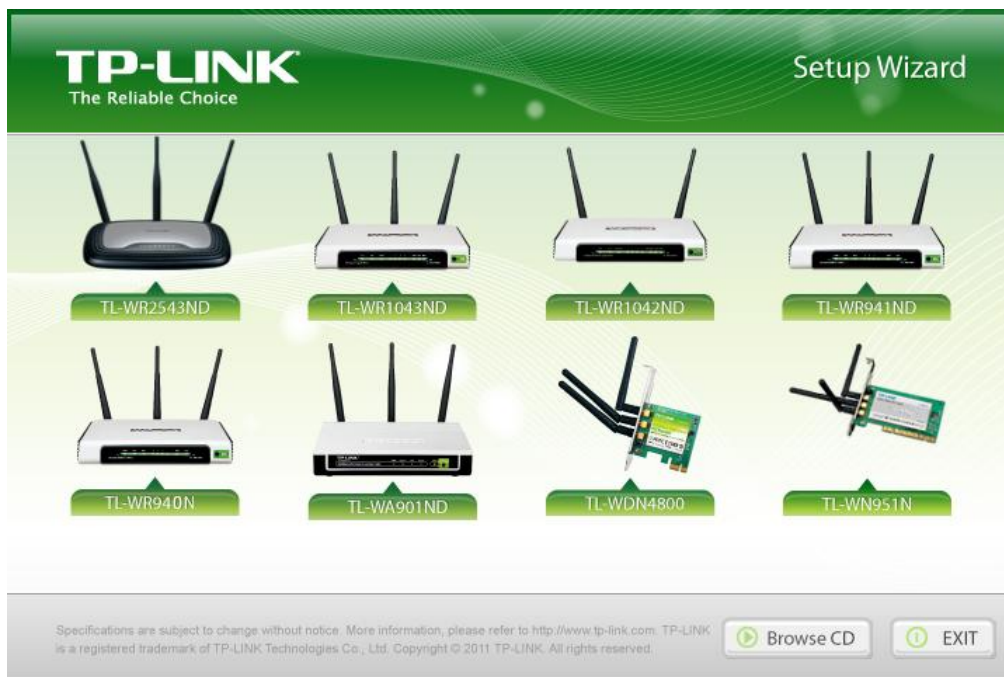 TP-LINK
The Reliable Choice
Setup Wizard
TL-WR2543ND
TL-WR1043ND
TL-WR1042ND
TL-WR941ND
TL-WR940N
TL-WA901ND
TL-WDN4800
TL-WN951N
Specifications are subject to change without notice. More information, please refer to http://www.tp-link.com. TP-LINK
is a registered trademark of TP-LINK Technologies Co., Ltd. Copyright © 2011 TP-LINK. All rights reserved.
Browse CD
EXIT